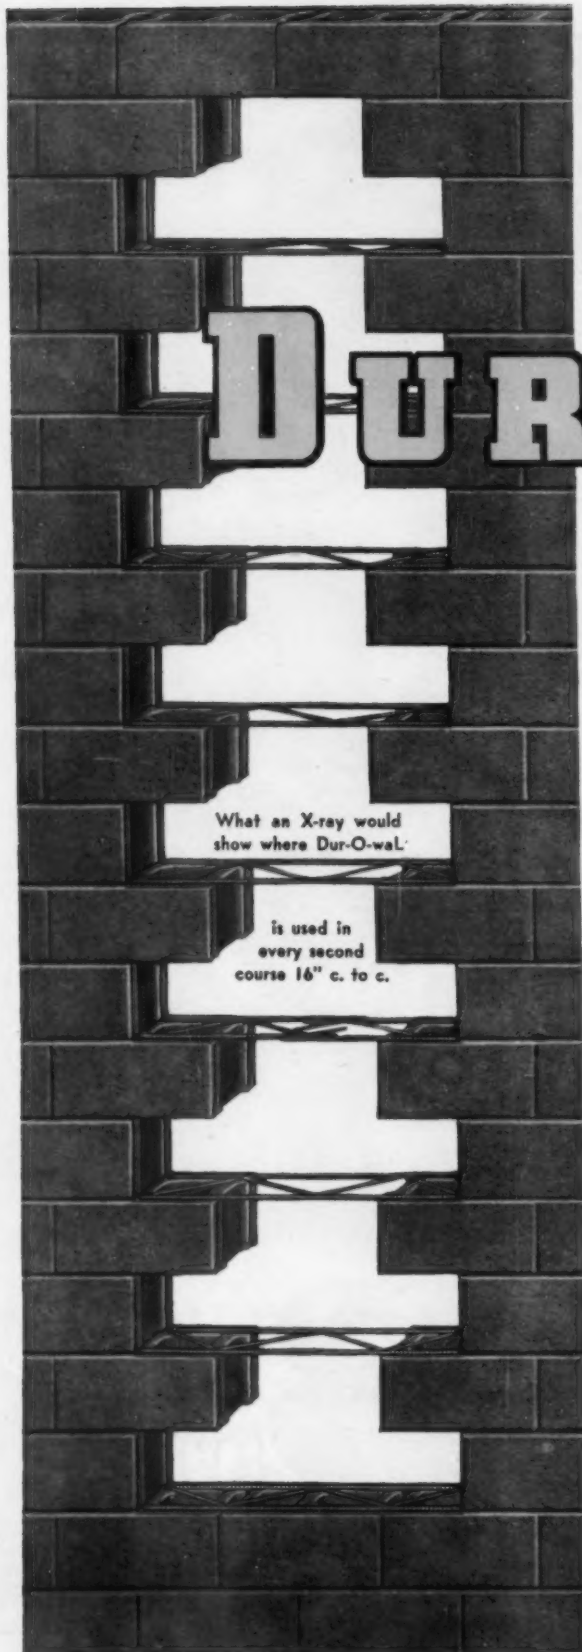 DUR
What an X-ray would
show where Dur-O-waL
is used in
every second
course 16" c. to c.